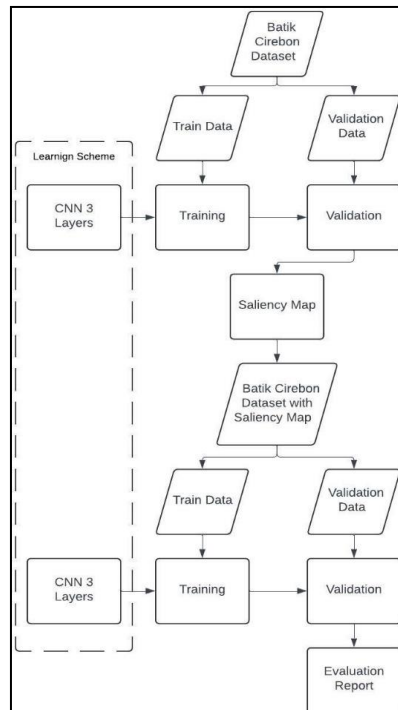 Batik
Cirebon
Dataset
Train Data
Validation
Data
Learnign Scheme
CNN 3
Layers
Training
Validation
Saliency Map
Batik Cirebon
Dataset with
Saliency Map
Train Data
Validation
Data
CNN 3
Layers
Training
Validation
Evaluation
Report